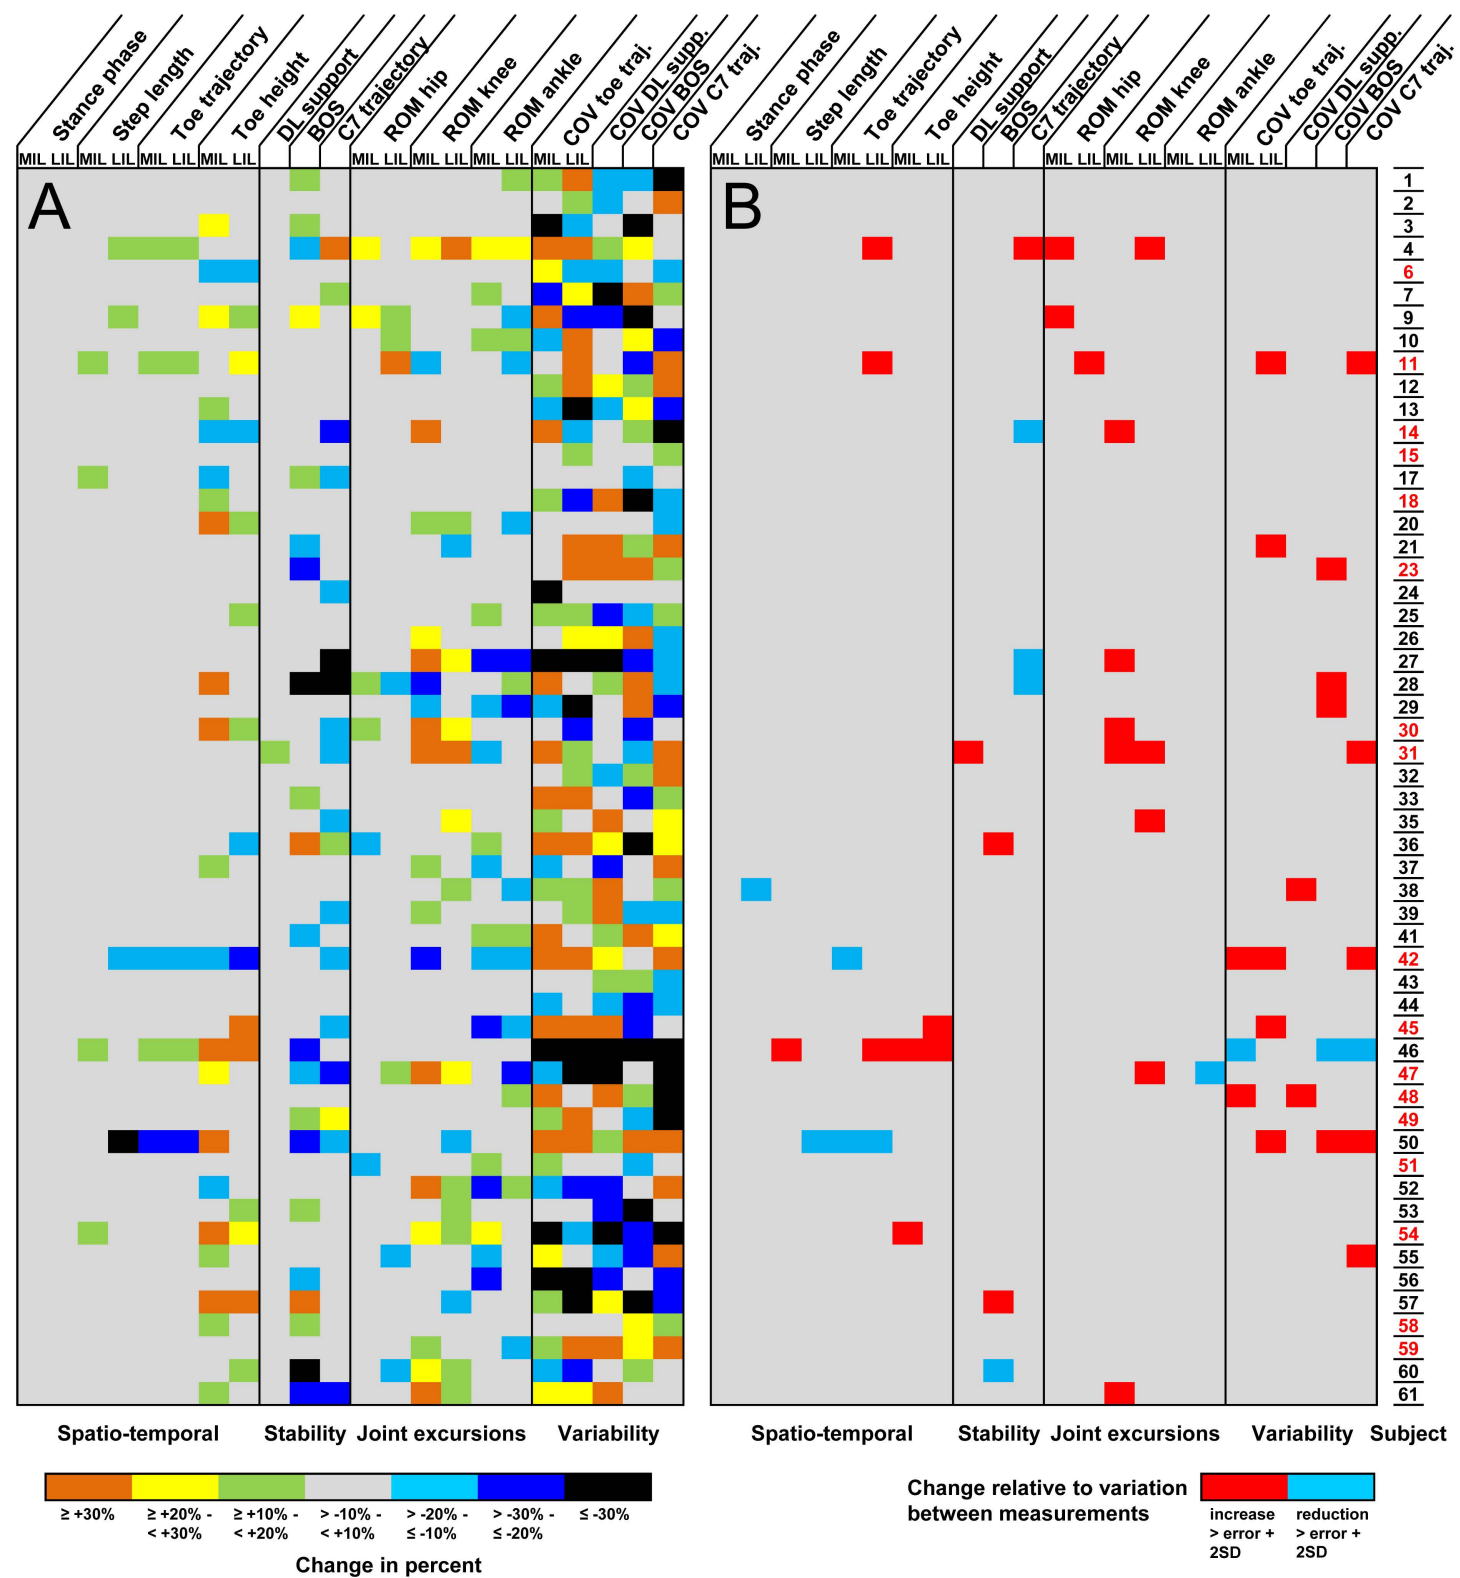 Stance phase
Step length
Toe trajectory
Toe height
DL support
BOS
C7 trajectory
ROM hip
ROM knee
ROM ankle
COV toe traj.
COV DL supp.
COV BOS
COV C7 traj.
Stance phase
Step length
Toe trajectory
Toe height
DL support
BOS
C7 trajectory
ROM hip
ROM knee
ROM ankle
COV toe traj.
COV DL supp.
COV BOS
COV C7 traj.
MIL LIL MIL LIL MIL LIL MIL LIL MIL LIL MIL LIL MIL LIL MIL LIL
MIL LIL MIL LIL MIL LIL MIL LIL MIL LIL MIL LIL MIL LIL MIL LIL
A
B
1
2
3
4
6
7
9
10
11
12
13
14
15
17
18
20
21
23
24
25
26
27
28
29
30
31
32
33
35
36
37
38
39
41
42
43
44
45
46
47
48
49
50
51
52
53
54
55
56
57
58
59
60
61
Spatio-temporal Stability Joint excursions Variability
Spatio-temporal Stability Joint excursions Variability Subject
≥ +30%
≥ +20% -
< +30%
≥ +10% -
< +20%
> -10% -
< +10%
> -20% -
≤ -10%
> -30% -
≤ -20%
≤ -30%
Change in percent
Change relative to variation
between measurements
increase
> error +
2SD
reduction
> error +
2SD